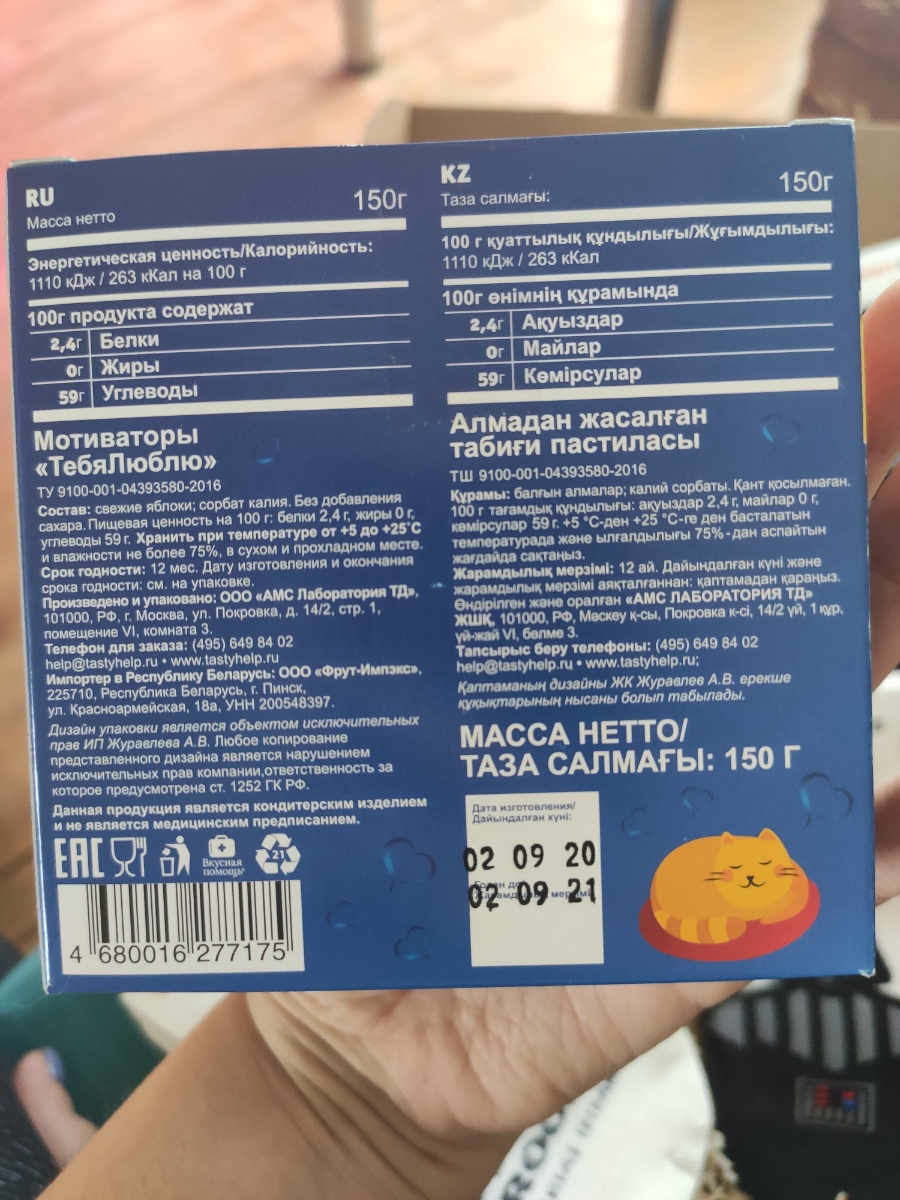 RU
Масса нетто 150г
Энергетическая ценность/Калорийность:
1110 кДж / 263 кКал на 100 г
100г продукта содержат
2,4г Белки
0г Жиры
59г Углеводы
Мотиваторы
«ТебяЛюблю»
ТУ 9100-001-04393580-2016
Состав: свежие яблоки; сорбат калия. Без добавления
сахара. Пищевая ценность на 100 г: белки 2,4 г, жиры 0 г,
углеводы 59 г. Хранить при температуре от +5 до +25°С
и влажности не более 75%, в сухом и прохладном месте.
Срок годности: 12 мес. Дату изготовления и окончания
срока годности: см. на упаковке.
Произведено и упаковано: ООО «АМС Лаборатория ТД»,
101000, РФ, г. Москва, ул. Покровка, д. 14/2, стр. 1,
помещение VI, комната 3.
Телефон для заказа: (495) 649 84 02
help@tastyhelp.ru • www.tastyhelp.ru
Импортер в Республику Беларусь: ООО «Фрут-Импэкс»,
225710, Республика Беларусь, г. Пинск,
ул. Красноармейская, 18а, УНН 200548397.
Дизайн упаковки является объектом исключительных
прав ИП Журавлева А.В. Любое копирование
представленного дизайна является нарушением
исключительных прав компании,ответственность за
которое предусмотрена ст. 1252 ГК РФ.
Данная продукция является кондитерским изделием
и не является медицинским предписанием.
EAC
Вкусная
помощь
21
4 680016 277175
KZ
Таза салмағы: 150г
100 г қуаттылық құндылығы/Жұғымдылығы:
1110 кДж / 263 кКал
100г өнімнің құрамында
2,4г Ақуыздар
0г Майлар
59г Көмірсулар
Алмадан жасалған
табиғи пастиласы
ТШ 9100-001-04393580-2016
Құрамы: балғын алмалар; калий сорбаты. Қант қосылмаған.
100 г тағамдық құндылығы: ақуыздар 2,4 г, майлар 0 г,
көмірсулар 59 г. +5 °С-ден +25 °С-ге ден басталатын
температурада және ылғалдылығы 75%-дан аспайтын
жағдайда сақтаңыз.
Жарамдылық мерзімі: 12 ай. Дайындалған күні және
жарамдылық мерзімі аяқталғаннан: қаптамадан қараңыз.
Өндірілген және оралған «АМС ЛАБОРАТОРИЯ ТД»
ЖШҚ, 101000, РФ, Мәскеу қ-сы, Покровка к-сі, 14/2 үй, 1 құр,
үй-жай VI, бөлме 3.
Тапсырыс беру телефоны: (495) 649 84 02
help@tastyhelp.ru • www.tastyhelp.ru;
Қаптаманың дизайны ЖК Журавлев А.В. ерекше
құқықтарының нысаны болып табылады.
МАССА НЕТТО/
ТАЗА САЛМАҒЫ: 150 Г
Дата изготовления/
Дайындалған күні:
02 09 20
02 09 21